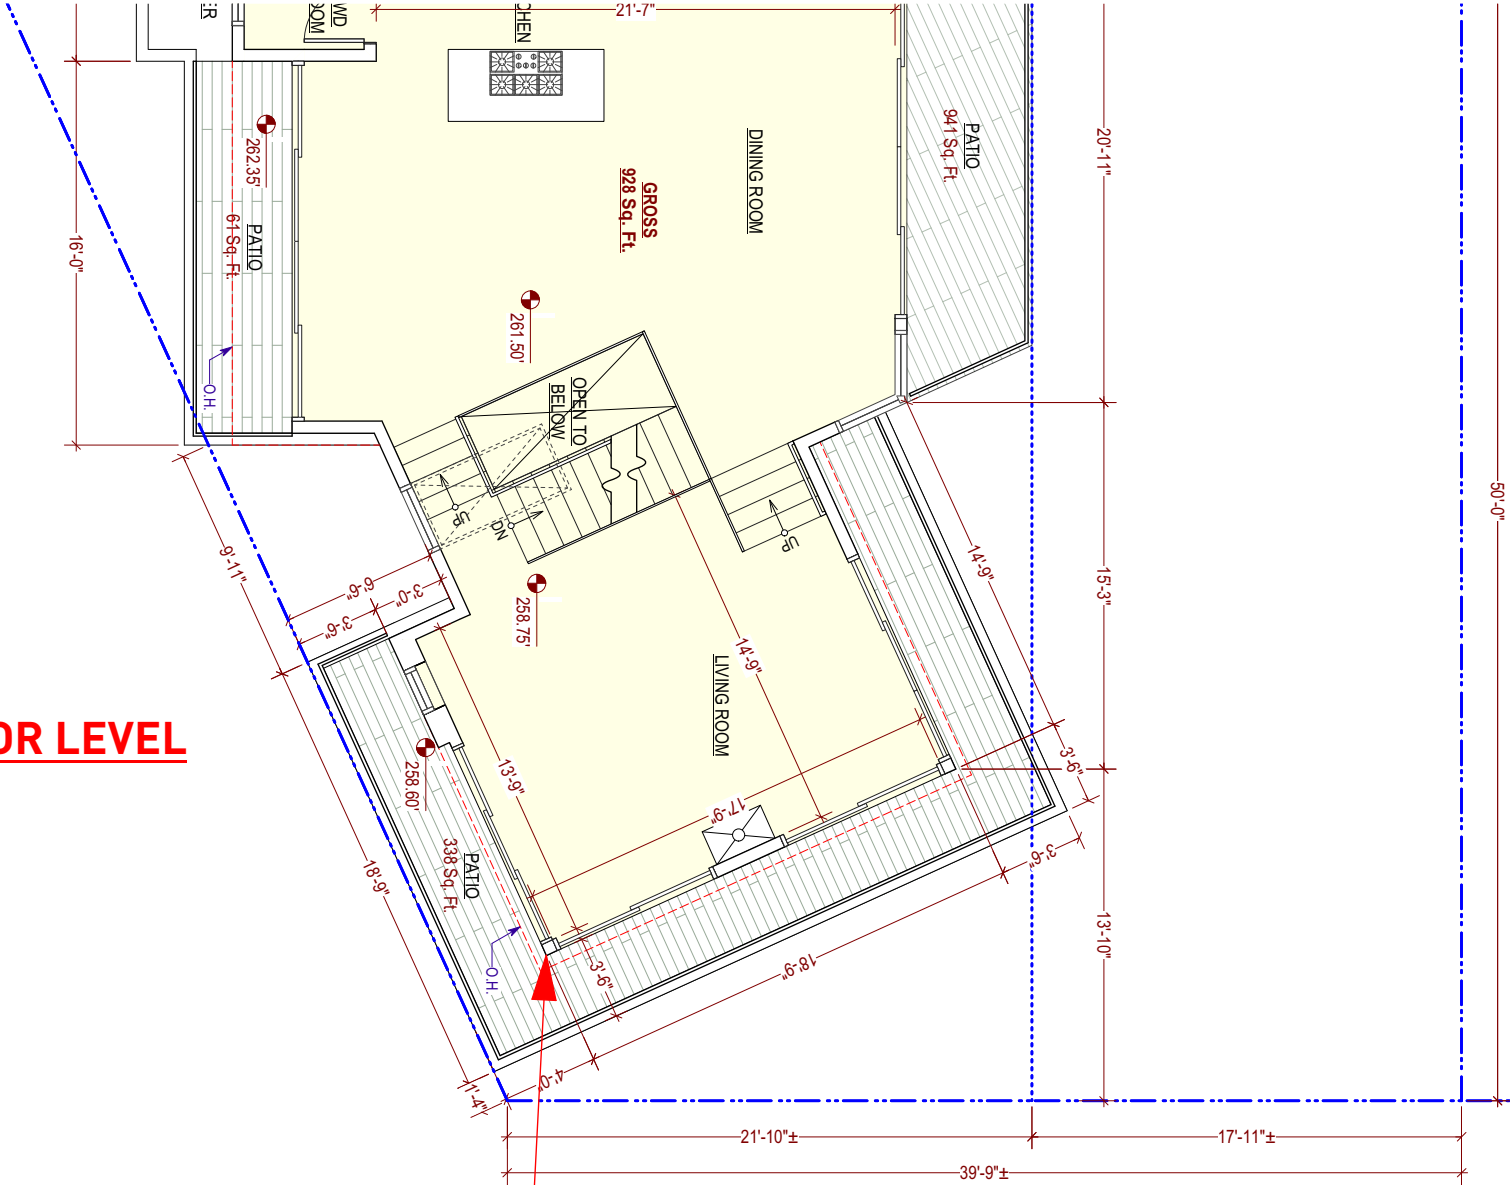 21'-7"
DINING ROOM
GROSS
928 Sq. Ft.
PATIO
941 Sq. Ft.
20'-11"
262.35'
PATIO
61 Sq. Ft.
16'-0"
O.H.
261.50'
OPEN TO
BELOW
UP
DN
UP
50'-0"
9'-11"
6'-6"
3'-0"
3'-6"
258.75'
14'-9"
15'-3"
14'-9"
LIVING ROOM
OR LEVEL
258.60'
13'-9"
17'-9"
3'-6"
3'-6"
PATIO
338 Sq. Ft.
18'-9"
O.H.
3'-6"
18'-9"
13'-10"
4'-0"
1'-4"
21'-10"±
17'-11"±
39'-9"±